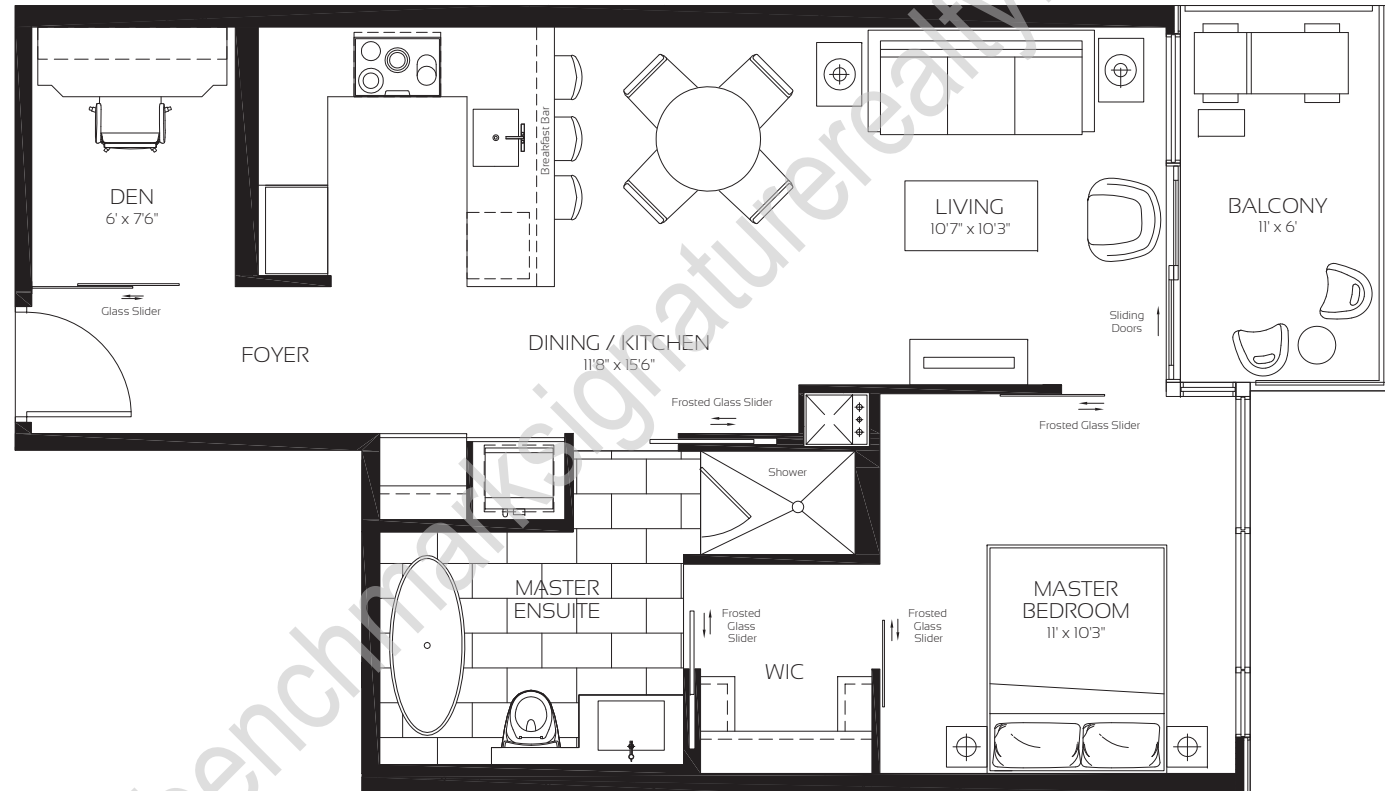 DEN
6' x 7'6"
Glass Slider
FOYER
Breakfast Bar
DINING / KITCHEN
11'8" x 15'6"
LIVING
10'7" x 10'3"
BALCONY
11' x 6'
Sliding
Doors
Frosted Glass Slider
Frosted Glass Slider
Shower
MASTER
ENSUITE
Frosted
Glass
Slider
WIC
Frosted
Glass
Slider
MASTER
BEDROOM
11' x 10'3"
benchmarksignaturerealty